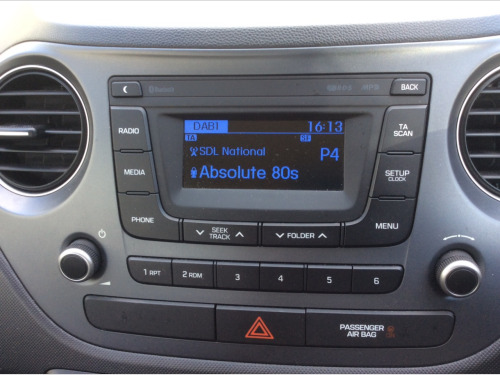 Bluetooth
BACK
DAB1 16:13
TA
SDL National P4
Absolute 80s
RADIO
MEDIA
PHONE
TA
SCAN
SETUP
CLOCK
MENU
SEEK
TRACK
FOLDER
1 RPT 2 RDM 3 4 5 6
PASSENGER
AIR BAG